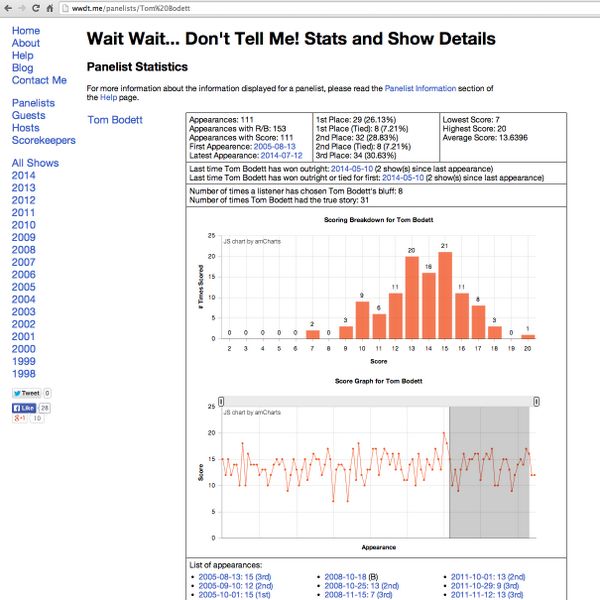 wwdt.me/panelists/Tom%20Bodett
Home
About
Help
Blog
Contact Me
Panelists
Guests
Hosts
Scorekeepers
All Shows
2014
2013
2012
2011
2010
2009
2008
2007
2006
2005
2004
2003
2002
2001
2000
1999
1998
Tweet 0
Like 28
+1 10
Wait Wait... Don't Tell Me! Stats and Show Details
Panelist Statistics
For more information about the information displayed for a panelist, please read the Panelist Information section of
the Help page.
Tom Bodett
Appearances: 111
Appearances with R/B: 153
Appearances with Score: 111
First Appearence: 2005-08-13
Latest Appearance: 2014-07-12
1st Place: 29 (26.13%)
1st Place (Tied): 8 (7.21%)
2nd Place: 32 (28.83%)
2nd Place (Tied): 8 (7.21%)
3rd Place: 34 (30.63%)
Lowest Score: 7
Highest Score: 20
Average Score: 13.6396
Last time Tom Bodett has won outright: 2014-05-10 (2 show(s) since last appearance)
Last time Tom Bodett has won outright or tied for first: 2014-05-10 (2 show(s) since last appearance)
Number of times a listener has chosen Tom Bodett's bluff: 8
Number of times Tom Bodett had the true story: 31
Scoring Breakdown for Tom Bodett
JS chart by amCharts
# Times Scored
25
20
15
10
5
0
0 0 0 0 0 2 0 3 9 6 11 20 16 21 11 8 3 0 1
2 3 4 5 6 7 8 9 10 11 12 13 14 15 16 17 18 19 20
Score
Score Graph for Tom Bodett
JS chart by amCharts
Score
25
20
15
10
5
0
Appearance
List of appearances:
• 2005-08-13: 15 (3rd)
• 2005-09-10: 12 (2nd)
• 2005-10-01: 15 (1st)
• 2008-10-18 (B)
• 2008-10-25: 13 (2nd)
• 2008-11-15: 7 (3rd)
• 2011-10-01: 13 (2nd)
• 2011-10-29: 9 (3rd)
• 2011-11-12: 13 (3rd)